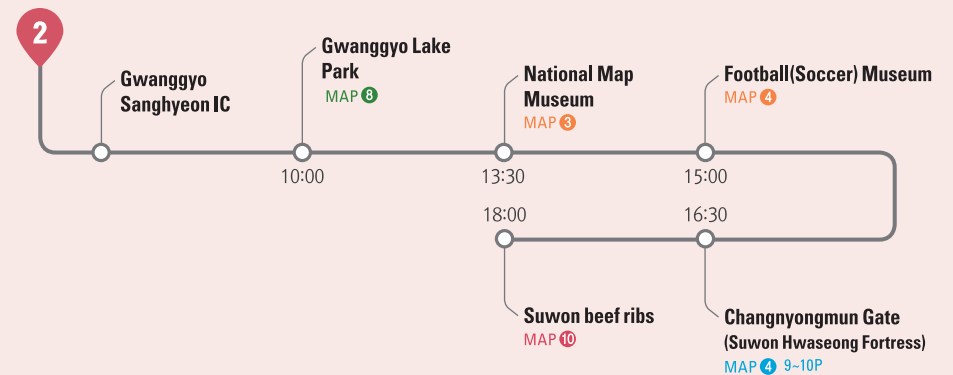 2
Gwanggyo
Sanghyeon IC
Gwanggyo Lake
Park
MAP 8
10:00
National Map
Museum
MAP 3
13:30
Football(Soccer) Museum
MAP 4
15:00
16:30
Changnyongmun Gate
(Suwon Hwaseong Fortress)
MAP 4 9~10P
18:00
Suwon beef ribs
MAP 10